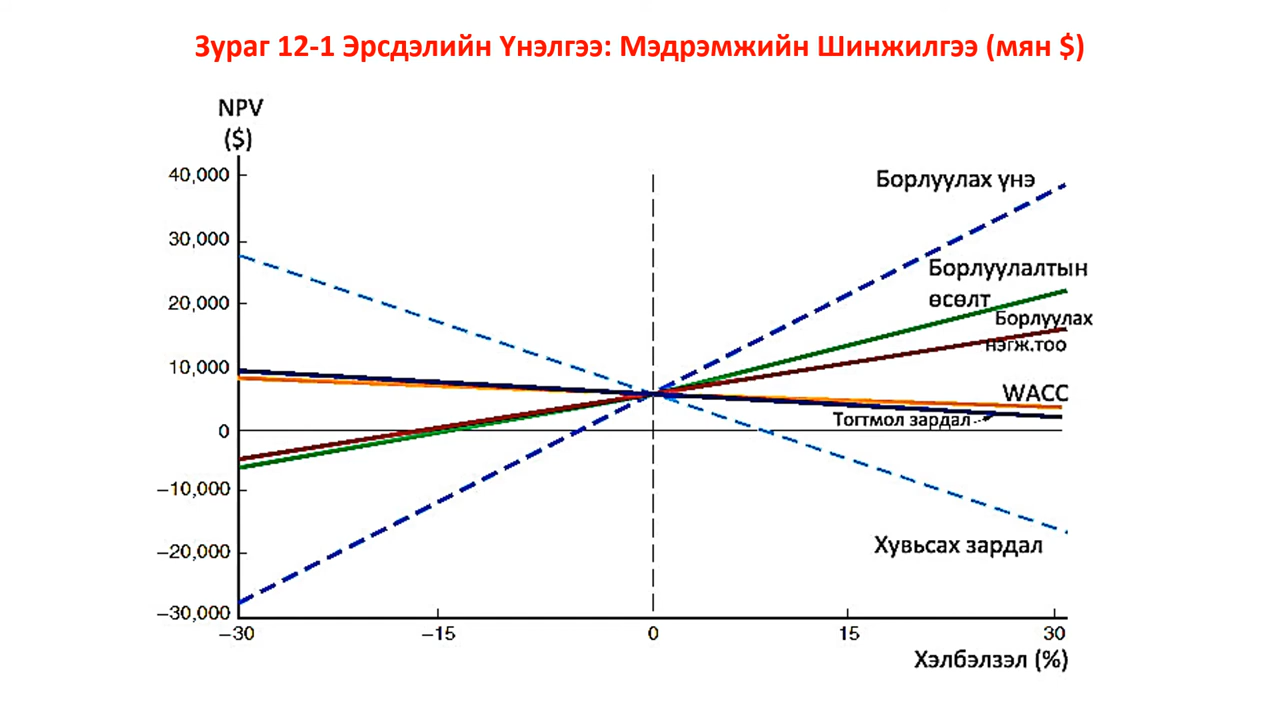 Зураг 12-1 Эрсдэлийн Үнэлгээ: Мэдрэмжийн Шинжилгээ (мян $)
NPV
($)
40,000
30,000
20,000
10,000
0
−10,000
−20,000
−30,000
Борлуулах үнэ
Борлуулалтын
өсөлт
Борлуулах
нэгж.тоо
WACC
Тогтмол зардал
Хувьсах зардал
−30
−15
0
15
30
Хэлбэлзэл (%)